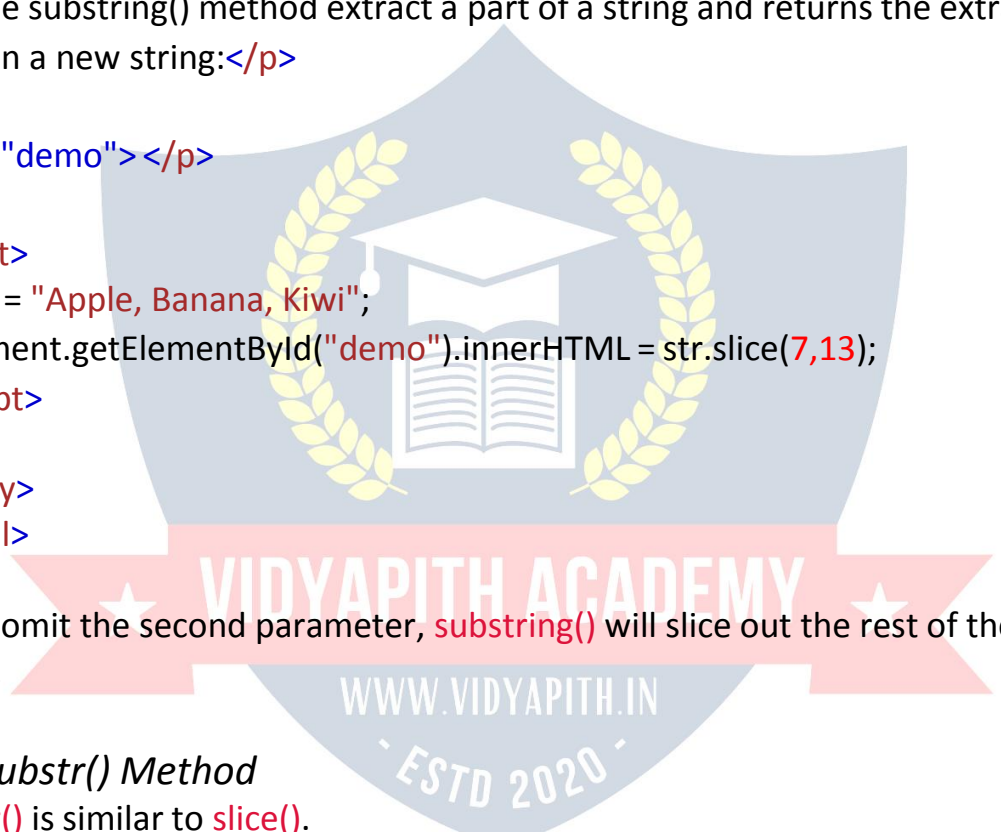 e substring() method extract a part of a string and returns the extr
n a new string:</p>
"demo"></p>
t>
= "Apple, Banana, Kiwi";
nent.getElementById("demo").innerHTML = str.slice(7,13);
pt>
y>
l>
VIDYAPITH ACADEMY
omit the second parameter, substring() will slice out the rest of the
WWW.VIDYAPITH.IN
ubstr() Method
- ESTD 2020 -
() is similar to slice().